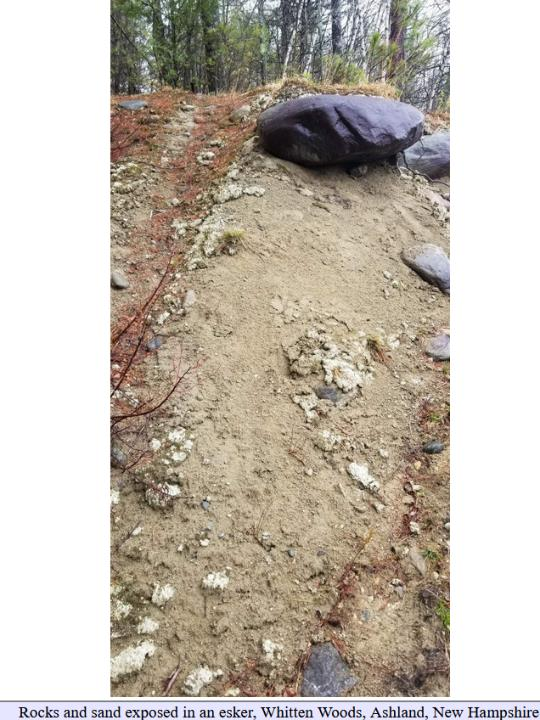 Rocks and sand exposed in an esker, Whitten Woods, Ashland, New Hampshire